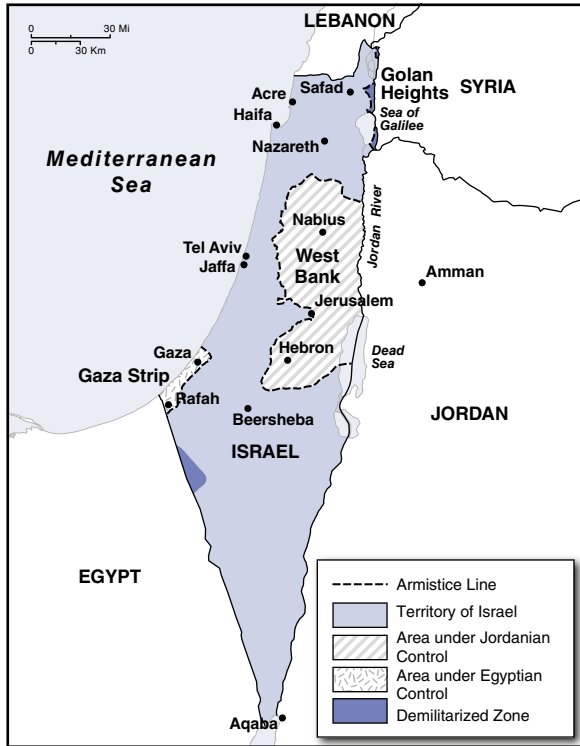 0 30 Mi
0 30 Km
LEBANON
Golan
Heights
SYRIA
Safad
Acre
Sea of
Galilee
Haifa
Nazareth
Mediterranean
Sea
Nablus
Jordan River
Tel Aviv
Jaffa
West
Bank
Amman
Jerusalem
Gaza
Hebron
Dead
Sea
Gaza Strip
Rafah
Beersheba
JORDAN
ISRAEL
EGYPT
Aqaba
Armistice Line
Territory of Israel
Area under Jordanian
Control
Area under Egyptian
Control
Demilitarized Zone